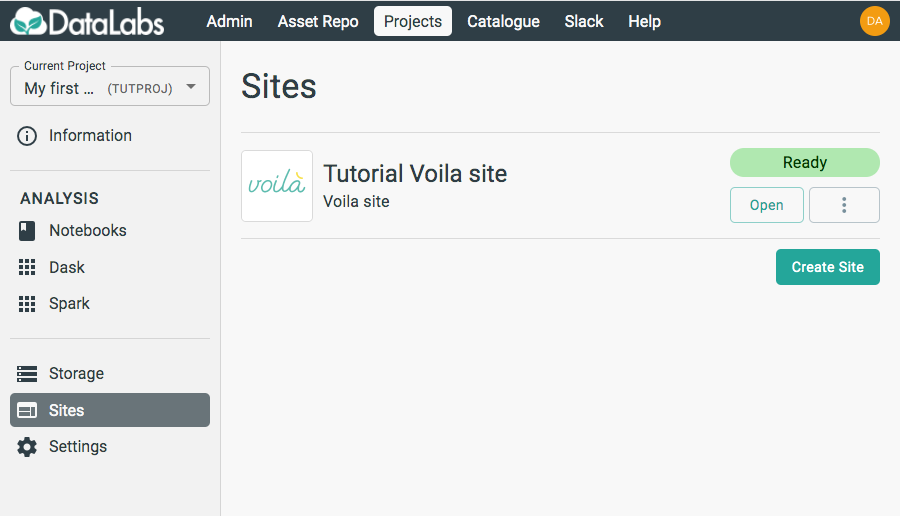 DataLabs Admin Asset Repo Projects Catalogue Slack Help DA
Current Project
My first ... (TUTPROJ)
Information
ANALYSIS
Notebooks
Dask
Spark
Storage
Sites
Settings
Sites
voilà
Tutorial Voila site
Voila site
Ready
Open
Create Site